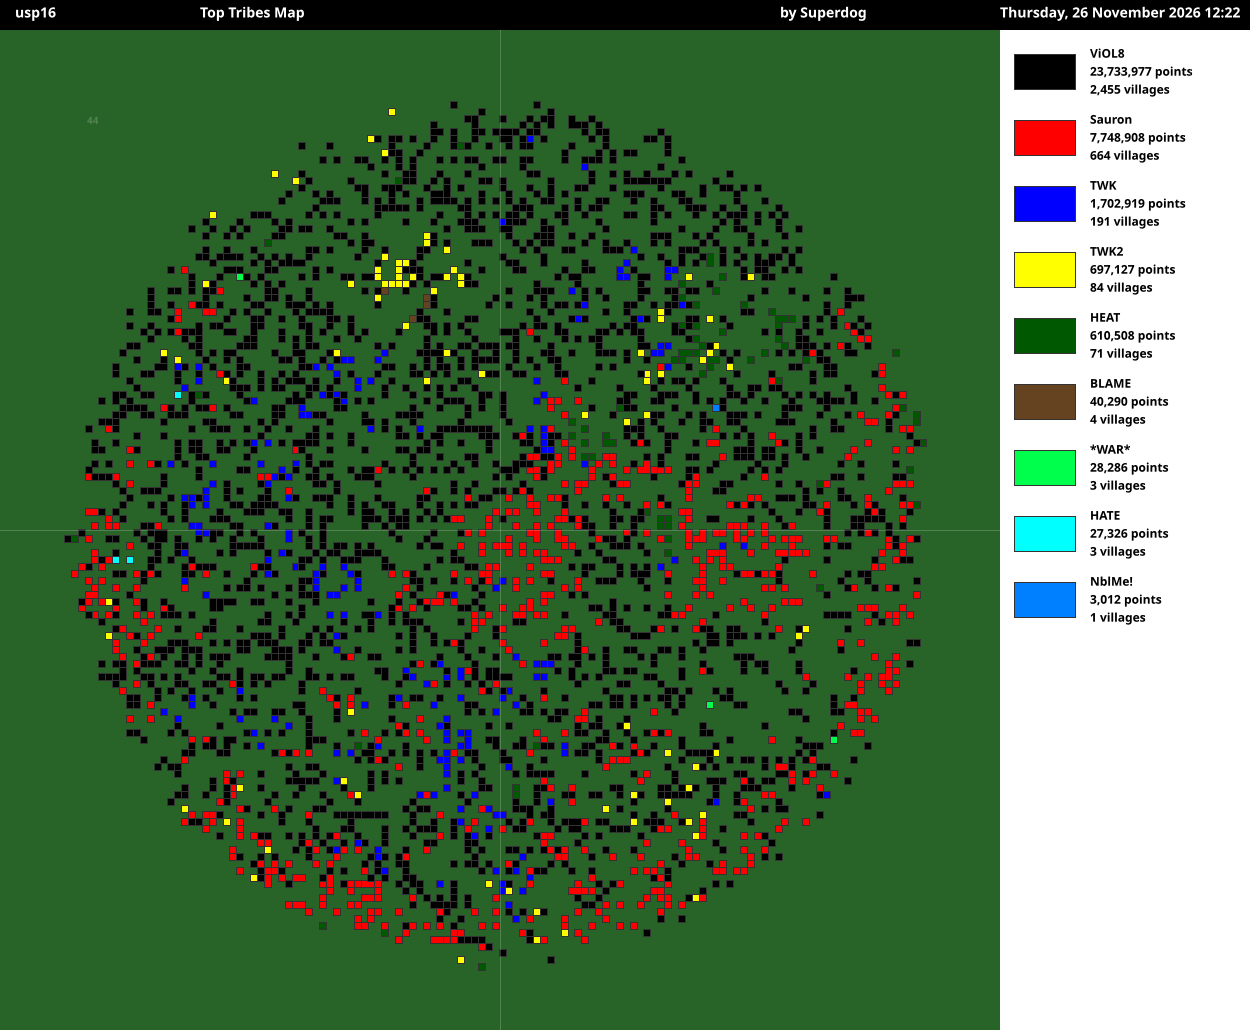 usp16 Top Tribes Map by Superdog Thursday, 26 November 2026 12:22
44
ViOL8
23,733,977 points
2,455 villages
Sauron
7,748,908 points
664 villages
TWK
1,702,919 points
191 villages
TWK2
697,127 points
84 villages
HEAT
610,508 points
71 villages
BLAME
40,290 points
4 villages
*WAR*
28,286 points
3 villages
HATE
27,326 points
3 villages
NblMe!
3,012 points
1 villages